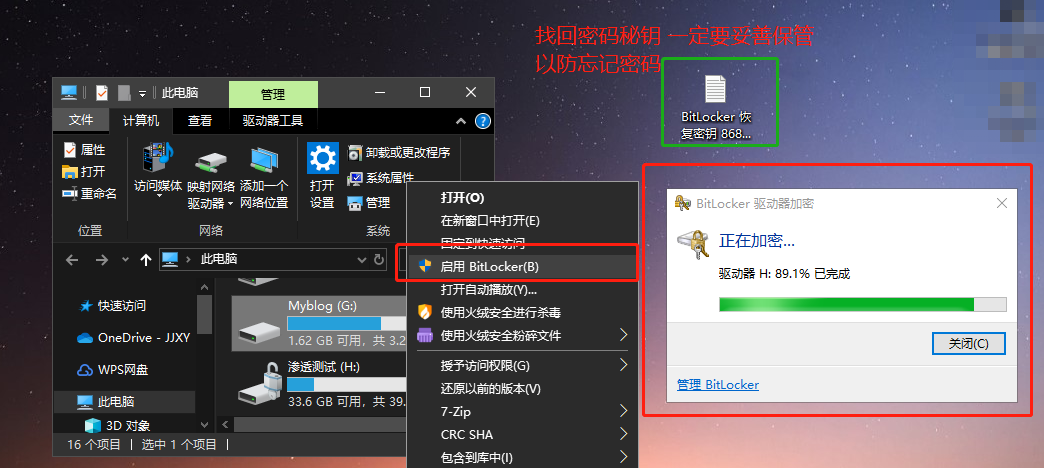 找回密码秘钥 一定要妥善保管
以防忘记密码
BitLocker 恢
复密钥 868...
此电脑
管理
文件
计算机
查看
驱动器工具
属性
打开
重命名
位置
访问媒体
映射网络
驱动器
添加一个
网络位置
网络
打开
设置
卸载或更改程序
系统属性
管理
系统
此电脑
快速访问
OneDrive - JJXY
WPS网盘
此电脑
3D 对象
Myblog (G:)
1.62 GB 可用，共 3.2
渗透测试 (H:)
33.6 GB 可用，共 39.
16 个项目
选中 1 个项目
打开(O)
在新窗口中打开(E)
固定到快速访问
启用 BitLocker(B)
打开自动播放(Y)...
使用火绒安全进行杀毒
使用火绒安全粉碎文件
授予访问权限(G)
还原以前的版本(V)
7-Zip
CRC SHA
包含到库中(I)
BitLocker 驱动器加密
正在加密...
驱动器 H: 89.1% 已完成
关闭(C)
管理 BitLocker